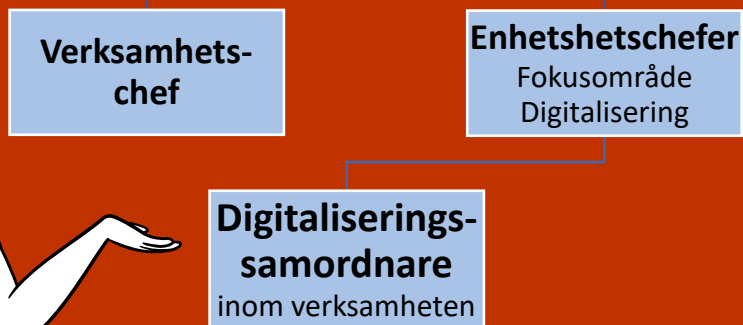 Verksamhets-
chef
Enhetshetschefer
Fokusområde
Digitalisering
Digitaliserings-
samordnare
inom verksamheten